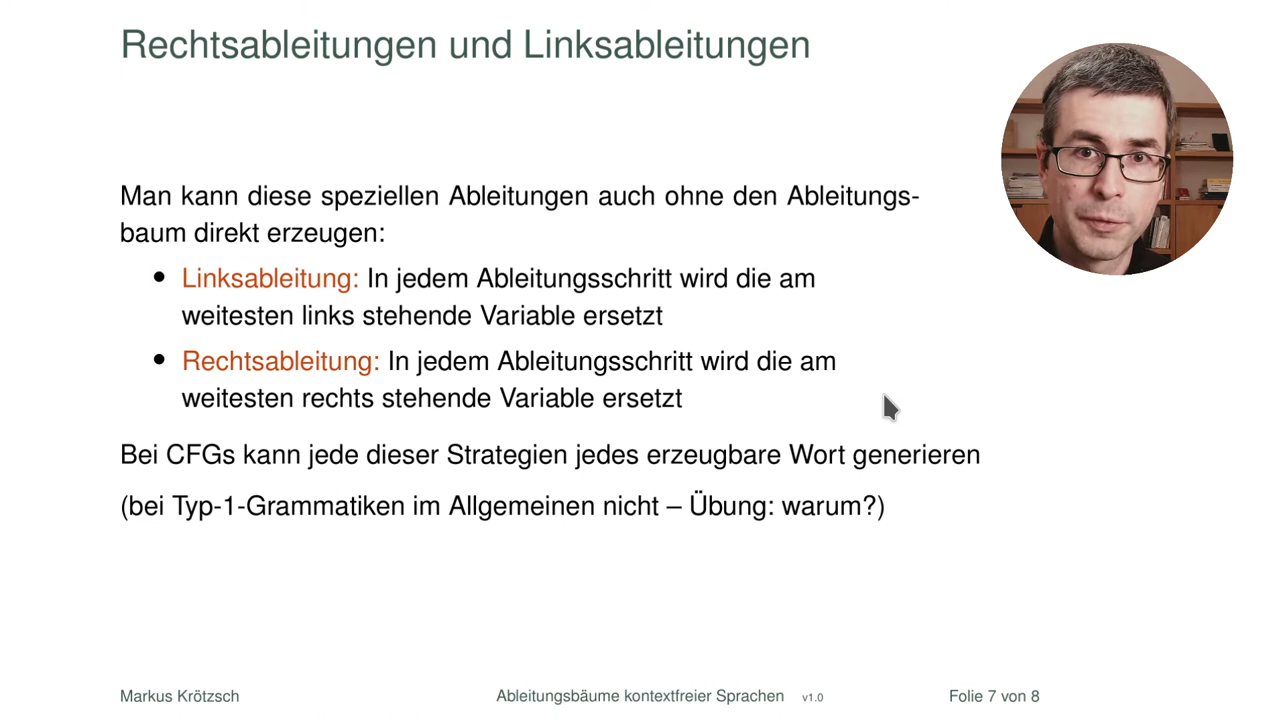 Rechtsableitungen und Linksableitungen
Man kann diese speziellen Ableitungen auch ohne den Ableitungs-
baum direkt erzeugen:
• Linksableitung: In jedem Ableitungsschritt wird die am
weitesten links stehende Variable ersetzt
• Rechtsableitung: In jedem Ableitungsschritt wird die am
weitesten rechts stehende Variable ersetzt
Bei CFGs kann jede dieser Strategien jedes erzeugbare Wort generieren
(bei Typ-1-Grammatiken im Allgemeinen nicht – Übung: warum?)
Markus Krötzsch Ableitungsbäume kontextfreier Sprachen v1.0 Folie 7 von 8